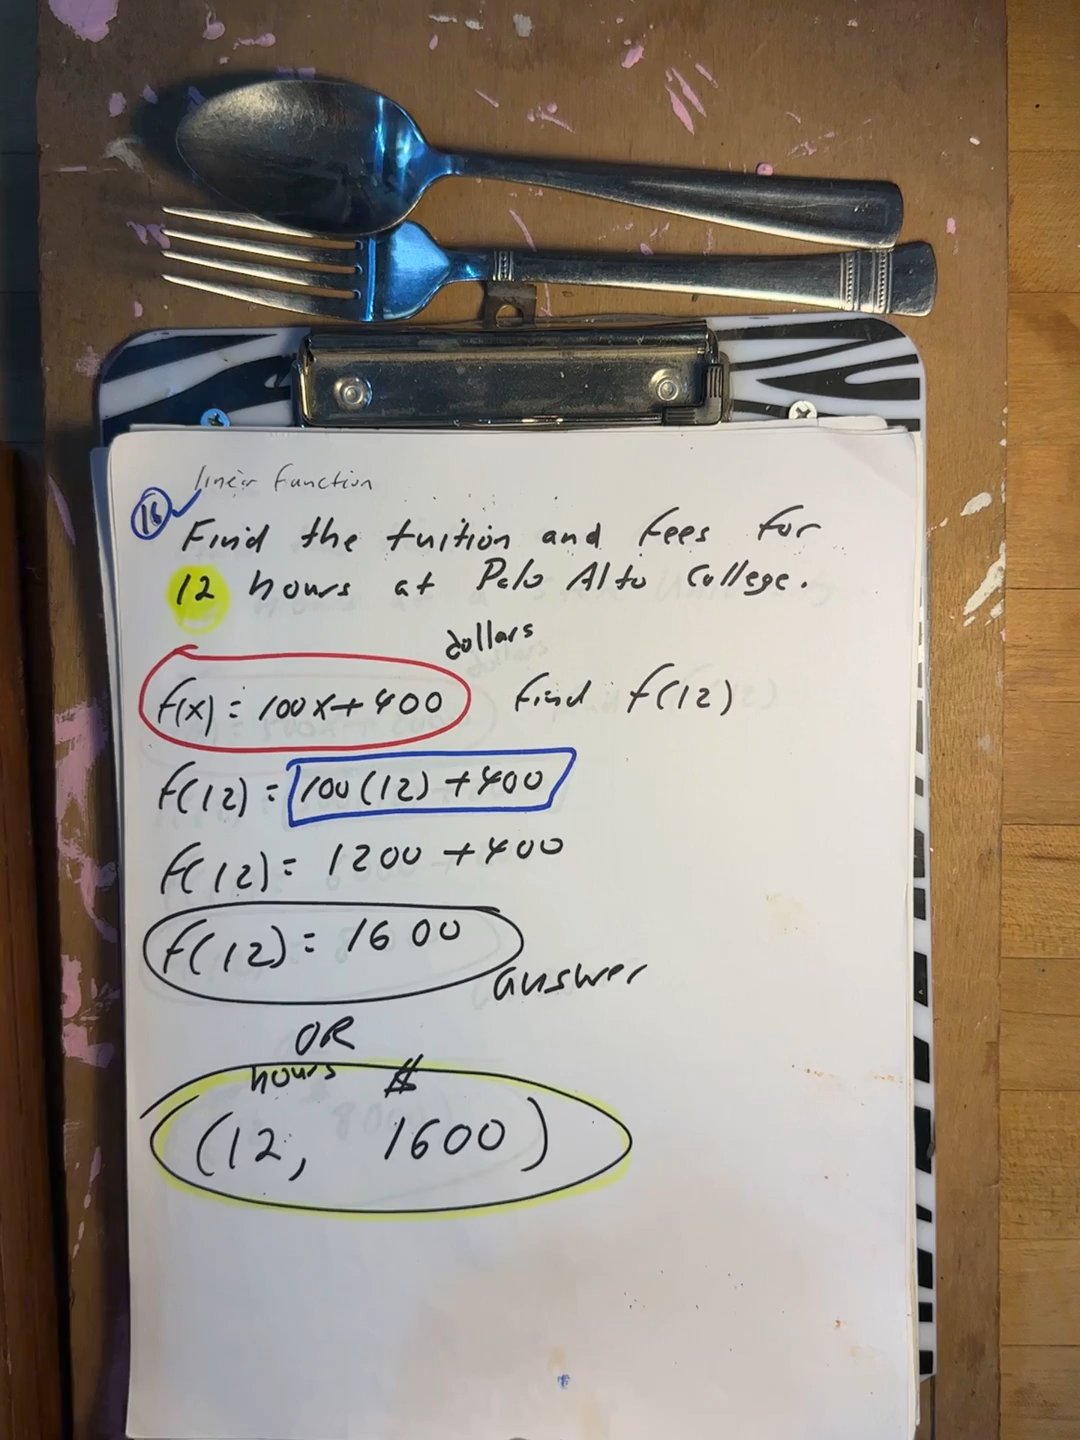 linear function
16
Find the tuition and fees for
12 hours at Palo Alto College.
dollars
f(x) = 100x+400 find f(12)
f(12) = 100(12) +400
f(12) = 1200 +400
f(12) = 1600
answer
OR
hours $
(12, 1600)